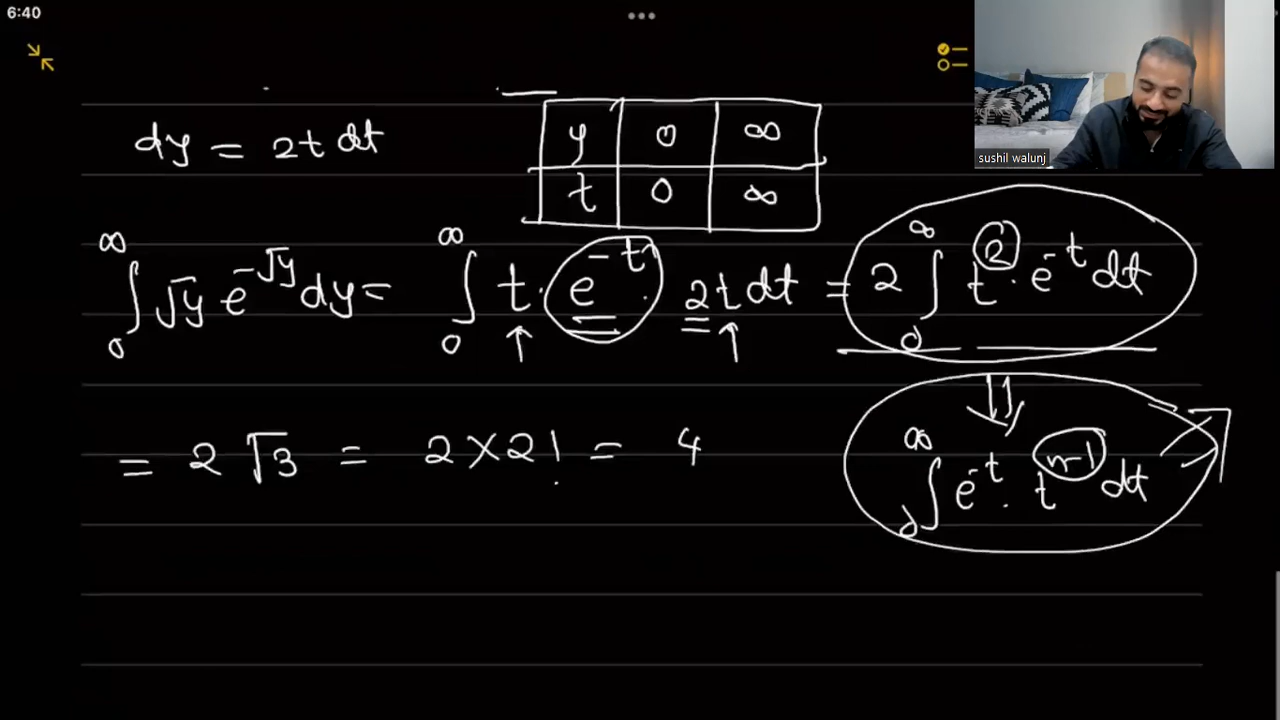 6:40
sushil walunj
dy = 2t dt
y 0 ∞
t 0 ∞
∫₀^∞ √y e^{-√y} dy = ∫₀^∞ t · e^{-t} · 2t dt = 2 ∫₀^∞ t² · e^{-t} dt
= 2 Γ3 = 2×2! = 4
∫₀^∞ e^{-t} · t^{n-1} dt